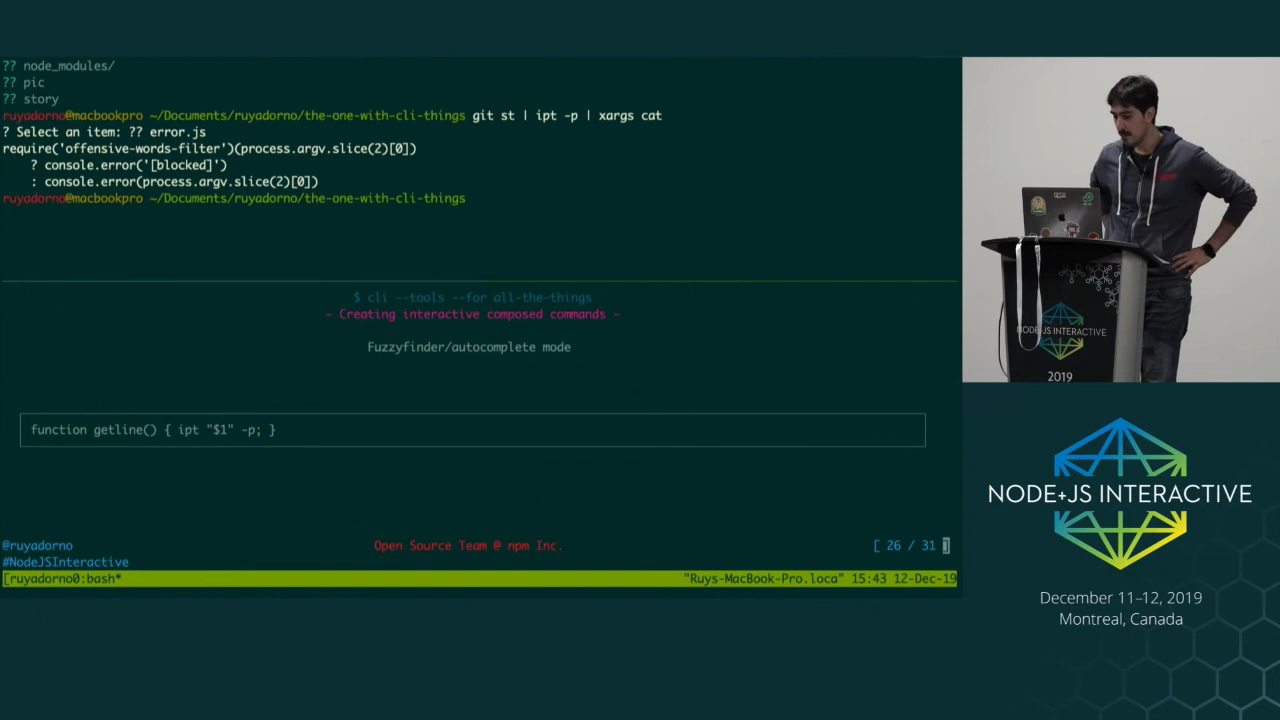 ?? node_modules/
?? pic
?? story
ruyadorno@macbookpro ~/Documents/ruyadorno/the-one-with-cli-things git st | ipt -p | xargs cat
? Select an item: ?? error.js
require('offensive-words-filter')(process.argv.slice(2)[0])
? console.error('[blocked]')
: console.error(process.argv.slice(2)[0])
ruyadorno@macbookpro ~/Documents/ruyadorno/the-one-with-cli-things
$ cli --tools --for all-the-things
- Creating interactive composed commands -
Fuzzyfinder/autocomplete mode
function getline() { ipt "$1" -p; }
@ruyadorno
Open Source Team @ npm Inc.
[ 26 / 31 ]
#NodeJSInteractive
[ruyadorno0:bash*
"Ruys-MacBook-Pro.loca" 15:43 12-Dec-19
NODE+JS INTERACTIVE
2019
NODE+JS INTERACTIVE
December 11–12, 2019
Montreal, Canada